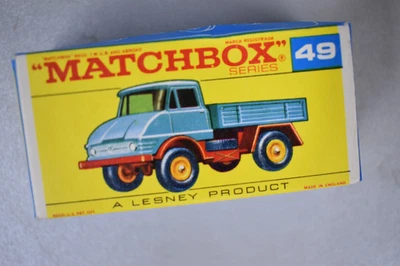 "MATCHBOX" ®
SERIES
49
A LESNEY PRODUCT
MADE IN ENGLAND